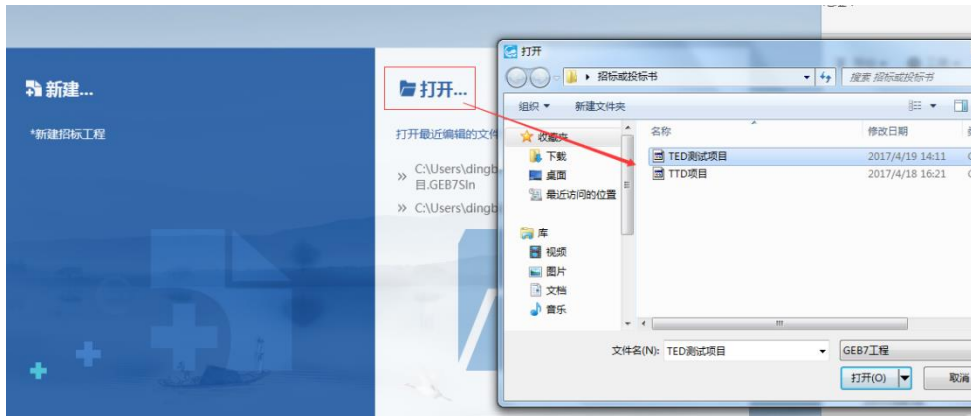 新建...
*新建招标工程
打开...
打开最近编辑的文件
C:\Users\dingb
目.GEB7SIn
C:\Users\dingb
打开
招标或投标书
搜索 招标或投标书
组织
新建文件夹
收藏夹
下载
桌面
最近访问的位置
库
视频
图片
文档
音乐
名称
修改日期
TED测试项目
2017/4/19 14:11
TTD项目
2017/4/18 16:21
文件名(N):
TED测试项目
GEB7工程
打开(O)
取消